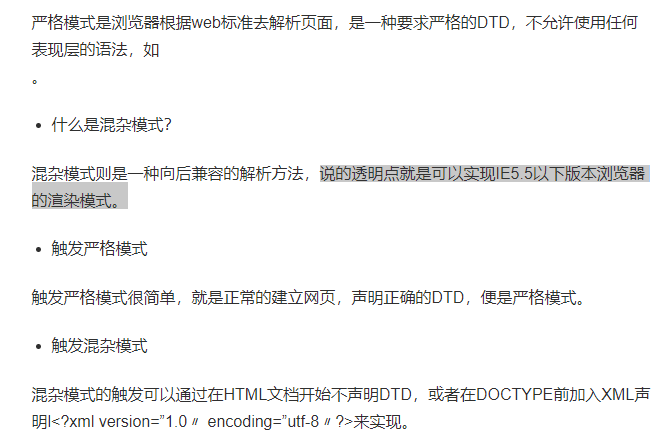 严格模式是浏览器根据web标准去解析页面，是一种要求严格的DTD，不允许使用任何
表现层的语法，如
。
• 什么是混杂模式？
混杂模式则是一种向后兼容的解析方法，说的透明点就是可以实现IE5.5以下版本浏览器
的渲染模式。
• 触发严格模式
触发严格模式很简单，就是正常的建立网页，声明正确的DTD，便是严格模式。
• 触发混杂模式
混杂模式的触发可以通过在HTML文档开始不声明DTD，或者在DOCTYPE前加入XML声
明l<?xml version=”1.0〃 encoding=”utf-8〃?>来实现。